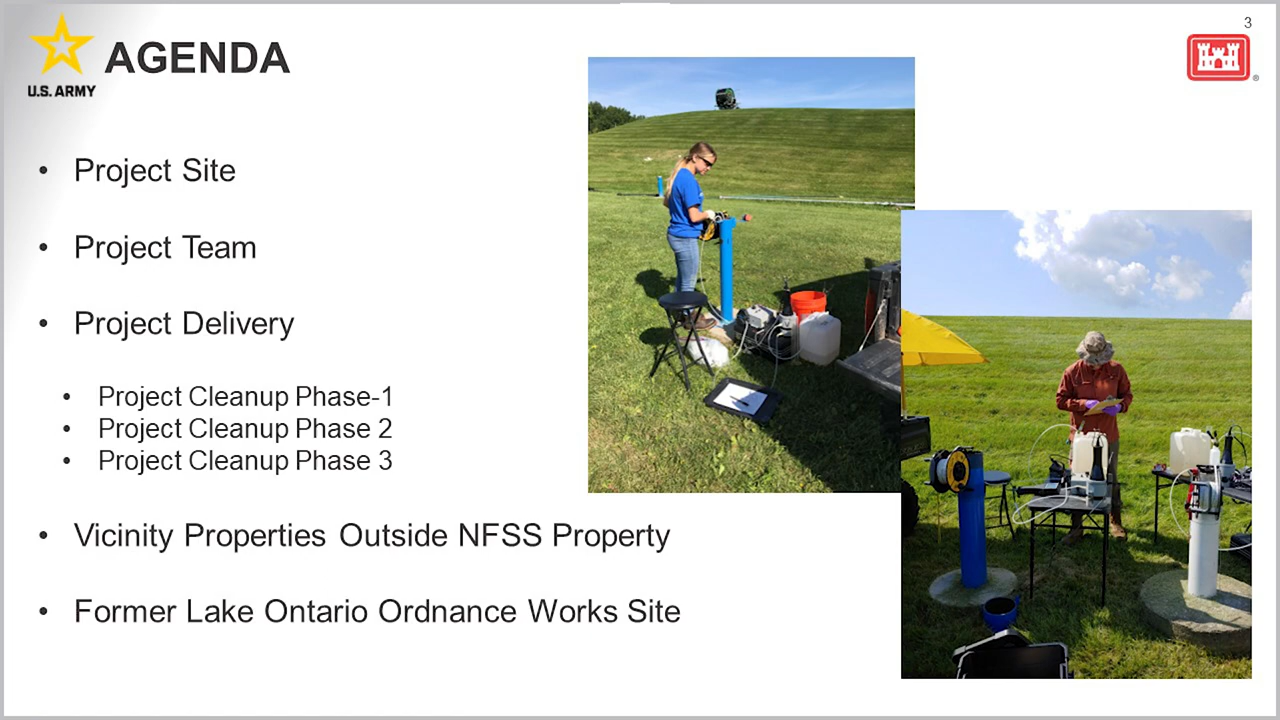 3
U.S. ARMY
AGENDA
®
• Project Site
• Project Team
• Project Delivery
• Project Cleanup Phase-1
• Project Cleanup Phase 2
• Project Cleanup Phase 3
• Vicinity Properties Outside NFSS Property
• Former Lake Ontario Ordnance Works Site